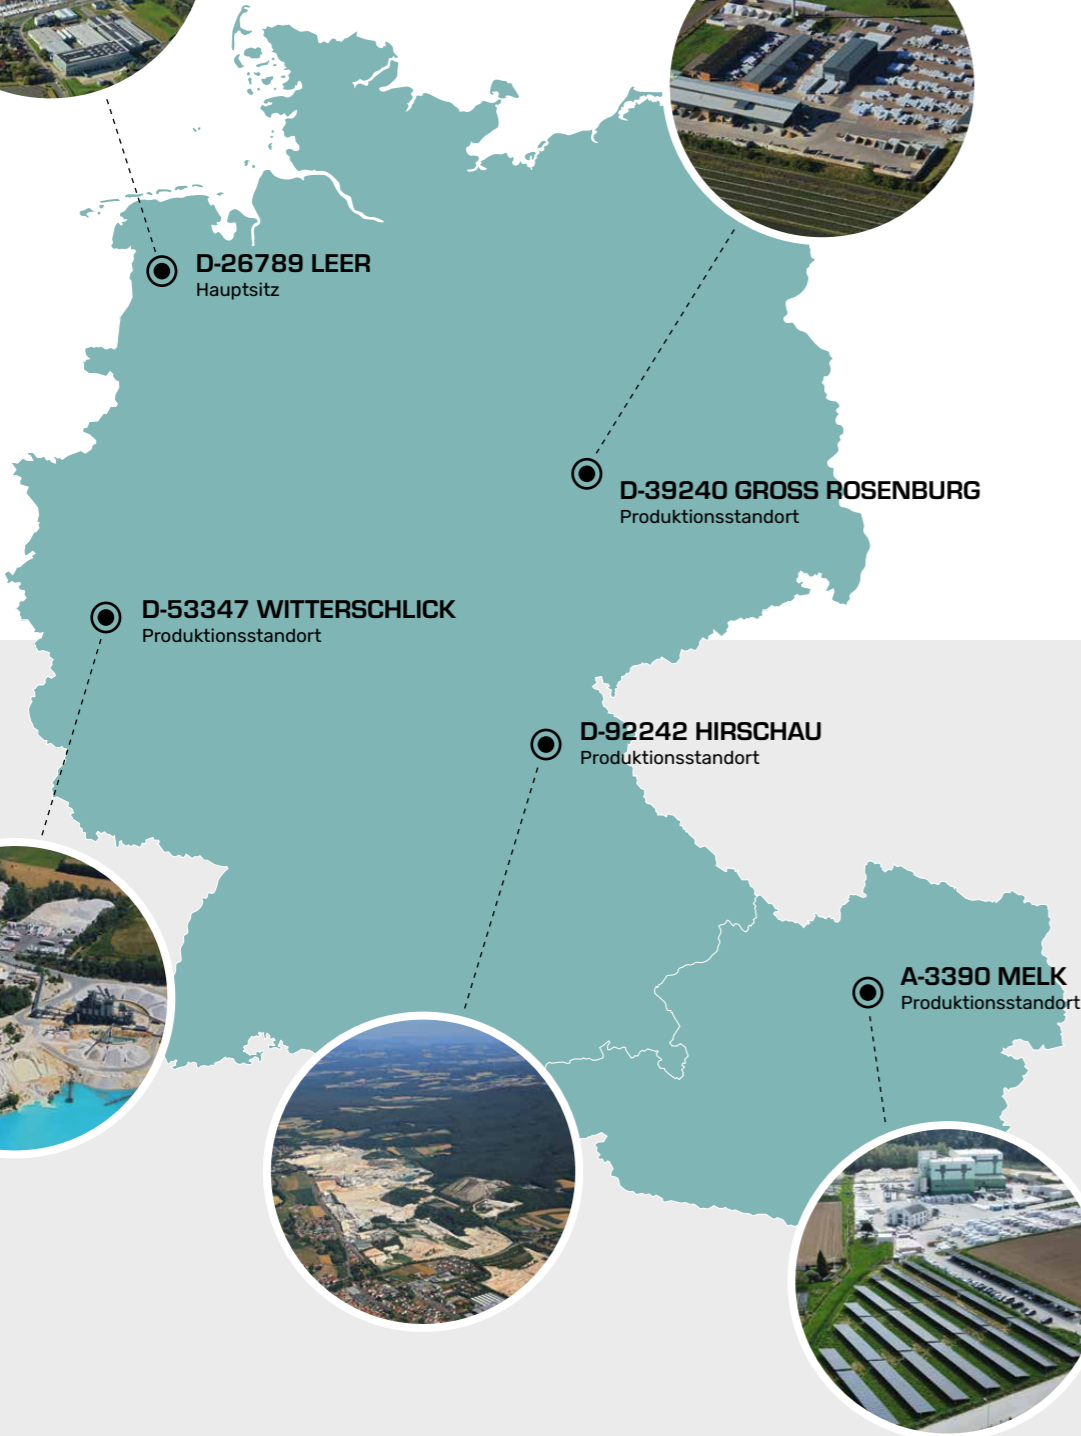 D-26789 LEER
Hauptsitz
D-39240 GROSS ROSENBURG
Produktionsstandort
D-53347 WITTERSCHLICK
Produktionsstandort
D-92242 HIRSCHAU
Produktionsstandort
A-3390 MELK
Produktionsstandort